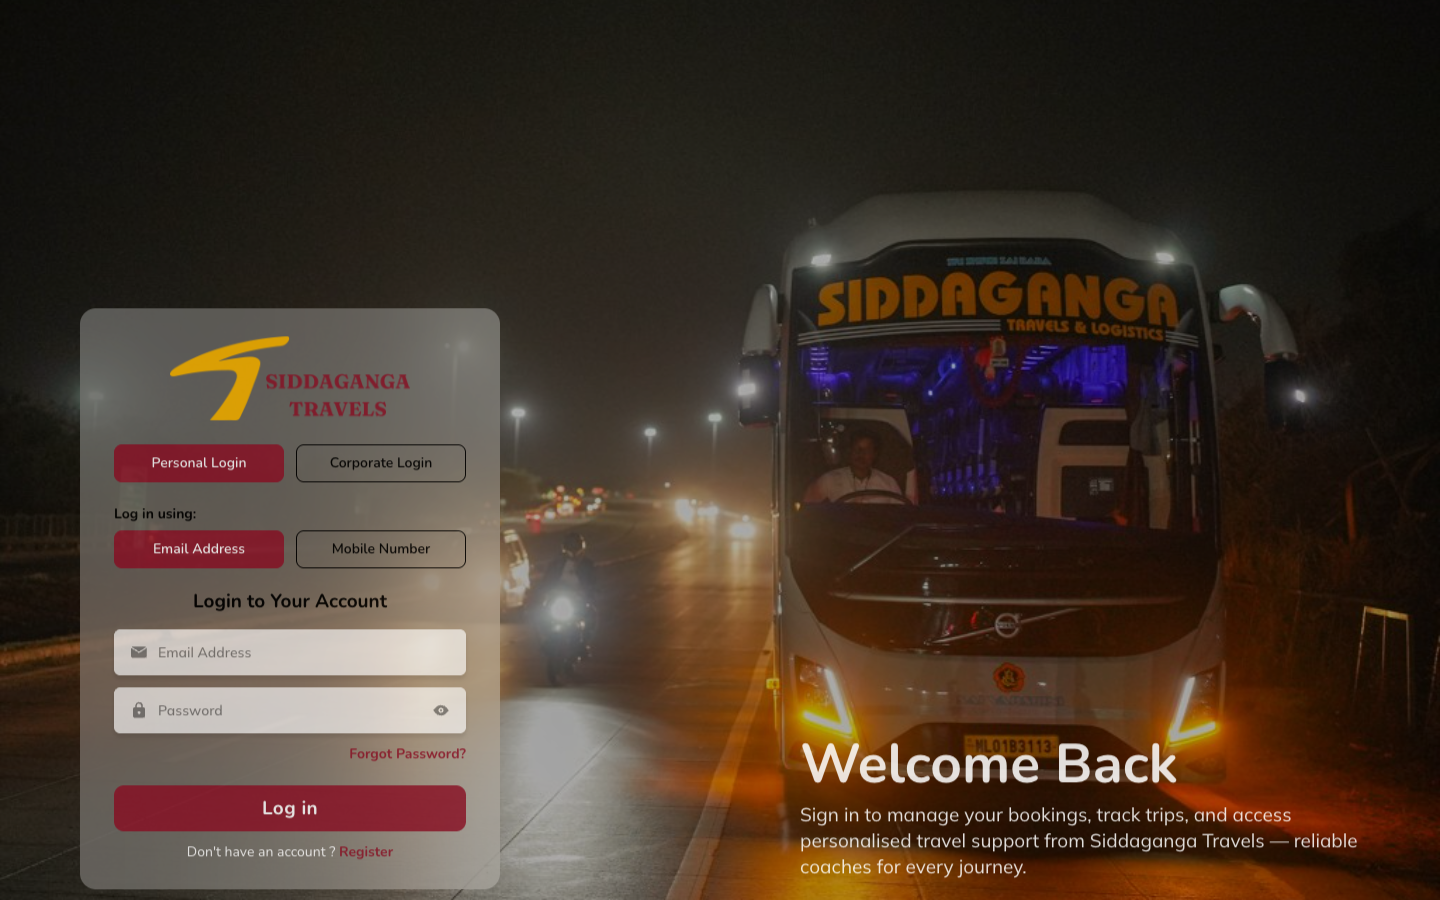 SIDDAGANGA
TRAVELS
Personal Login
Corporate Login
Log in using:
Email Address
Mobile Number
Login to Your Account
Email Address
Password
Forgot Password?
Log in
Don't have an account ? Register
SIDDAGANGA
TRAVELS & LOGISTICS
ML01B3113
Welcome Back
Sign in to manage your bookings, track trips, and access
personalised travel support from Siddaganga Travels — reliable
coaches for every journey.